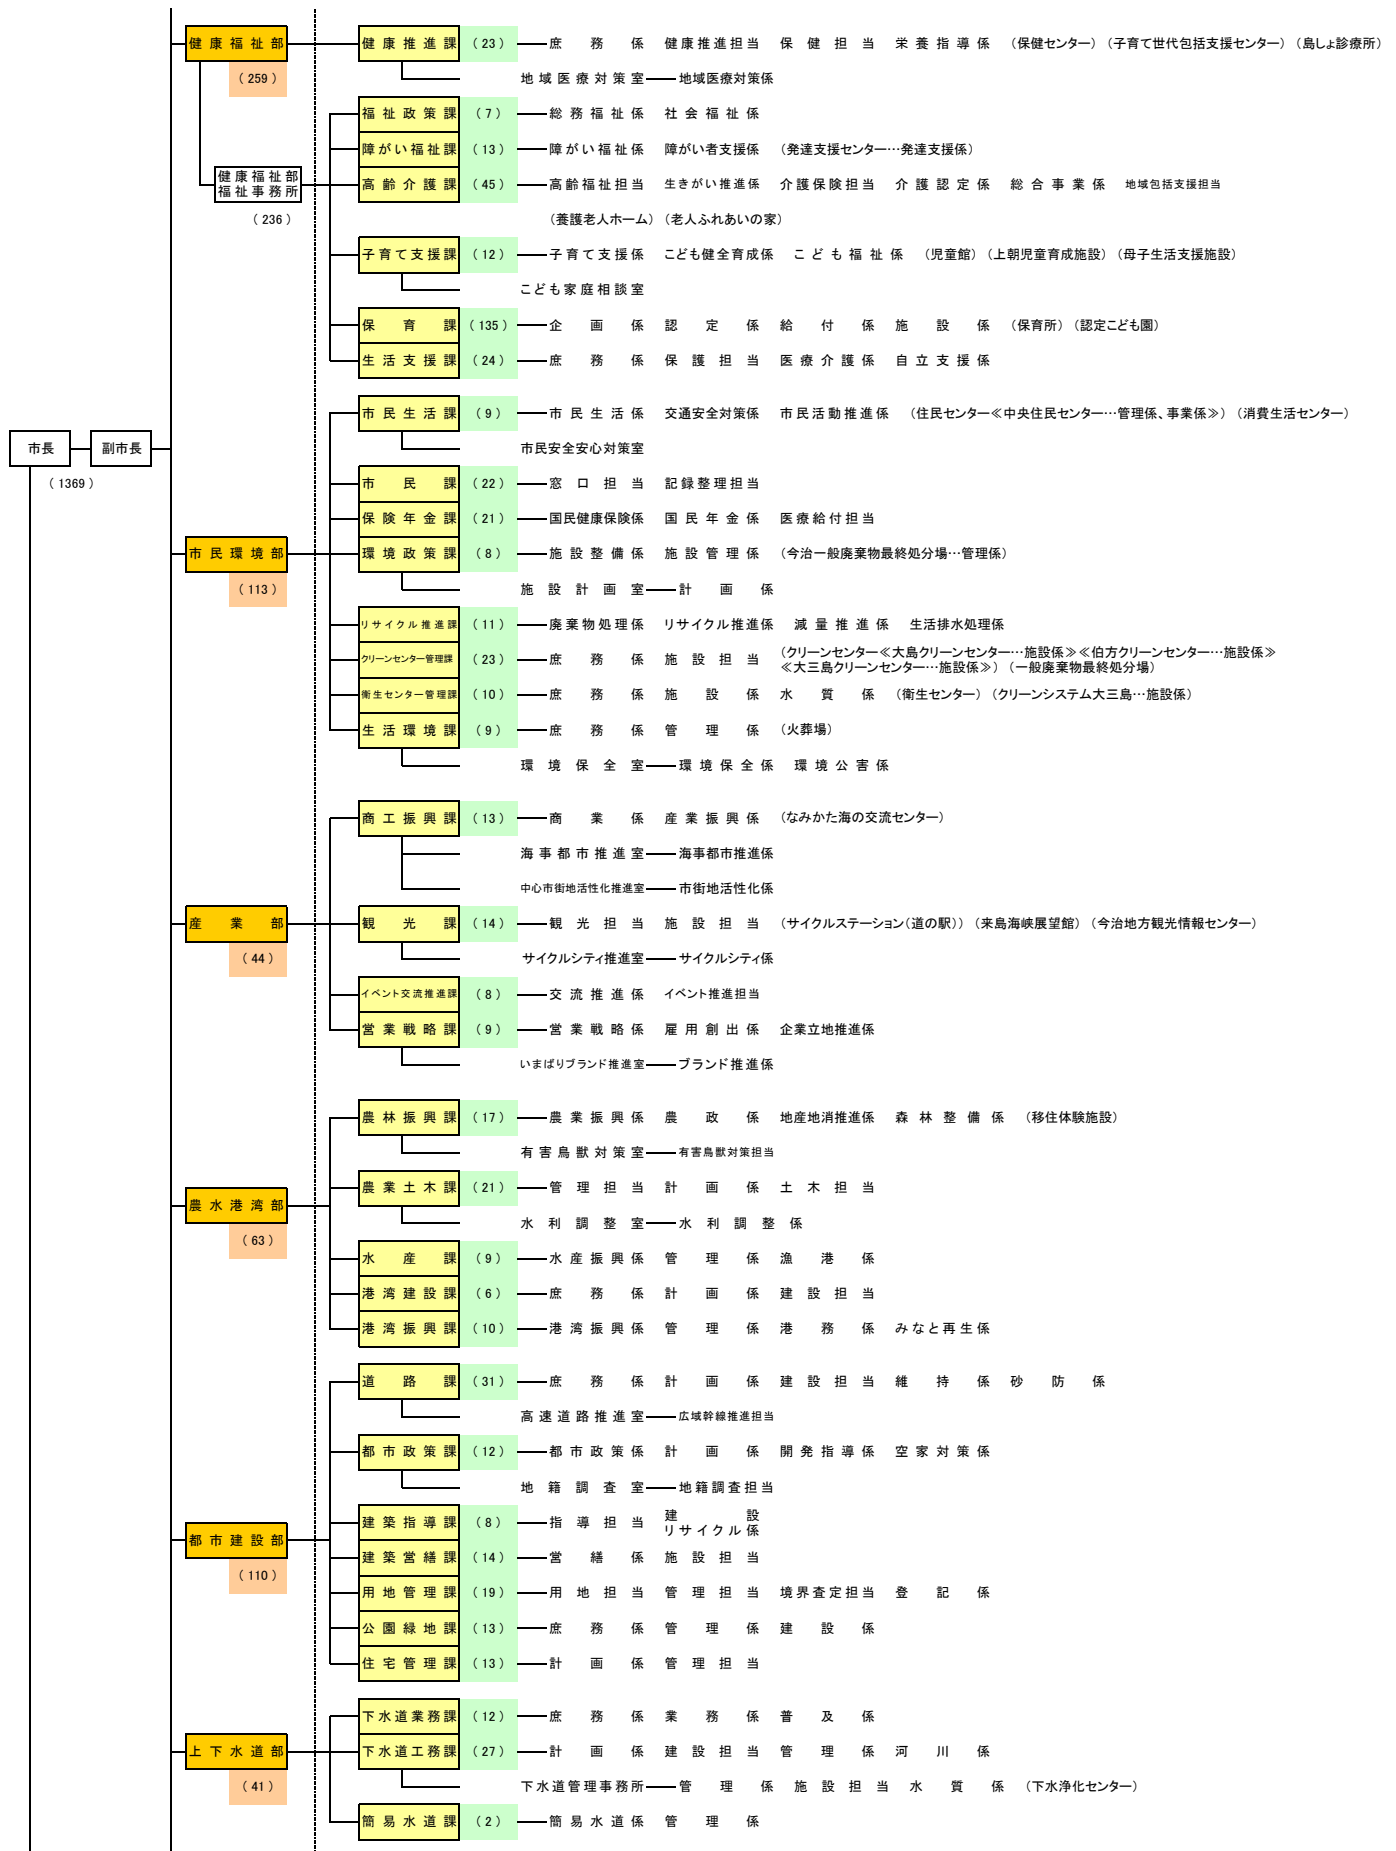 健康福祉部 健康推進課 （23） 庶務係 健康推進担当 保健担当 栄養指導係 （保健センター）（子育て世代包括支援センター）（島しょ診療所）
（259） 地域医療対策室 地域医療対策係
福祉政策課 （7） 総務福祉係 社会福祉係
障がい福祉課 （13） 障がい福祉係 障がい者支援係 （発達支援センター…発達支援係）
健康福祉部
福祉事務所 高齢介護課 （45） 高齢福祉担当 生きがい推進係 介護保険担当 介護認定係 総合事業係 地域包括支援担当
（236） （養護老人ホーム）（老人ふれあいの家）
子育て支援課 （12） 子育て支援係 こども健全育成係 こども福祉係 （児童館）（上朝児童育成施設）（母子生活支援施設）
こども家庭相談室
保育課 （135） 企画係 認定係 給付係 施設係 （保育所）（認定こども園）
生活支援課 （24） 庶務係 保護担当 医療介護係 自立支援係
市民生活課 （9） 市民生活係 交通安全対策係 市民活動推進係 （住民センター≪中央住民センター…管理係、事業係≫）（消費生活センター）
市長 副市長 市民安全安心対策室
（1369） 市民課 （22） 窓口担当 記録整理担当
保険年金課 （21） 国民健康保険係 国民年金係 医療給付担当
市民環境部 環境政策課 （8） 施設整備係 施設管理係 （今治一般廃棄物最終処分場…管理係）
（113） 施設計画室 計画係
リサイクル推進課 （11） 廃棄物処理係 リサイクル推進係 減量推進係 生活排水処理係
クリーンセンター管理課 （23） 庶務係 施設担当 （クリーンセンター≪大島クリーンセンター…施設係≫≪伯方クリーンセンター…施設係≫
≪大三島クリーンセンター…施設係≫）（一般廃棄物最終処分場）
衛生センター管理課 （10） 庶務係 施設係 水質係 （衛生センター）（クリーンシステム大三島…施設係）
生活環境課 （9） 庶務係 管理係 （火葬場）
環境保全室 環境保全係 環境公害係
商工振興課 （13） 商業係 産業振興係 （なみかた海の交流センター）
海事都市推進室 海事都市推進係
中心市街地活性化推進室 市街地活性化係
産業部 観光課 （14） 観光担当 施設担当 （サイクルステーション（道の駅））（来島海峡展望館）（今治地方観光情報センター）
（44） サイクルシティ推進室 サイクルシティ係
イベント交流推進課 （8） 交流推進係 イベント推進担当
営業戦略課 （9） 営業戦略係 雇用創出係 企業立地推進係
いまばりブランド推進室 ブランド推進係
農林振興課 （17） 農業振興係 農政係 地産地消推進係 森林整備係 （移住体験施設）
有害鳥獣対策室 有害鳥獣対策担当
農水港湾部 農業土木課 （21） 管理担当 計画係 土木担当
（63） 水利調整室 水利調整係
水産課 （9） 水産振興係 管理係 漁港係
港湾建設課 （6） 庶務係 計画係 建設担当
港湾振興課 （10） 港湾振興係 管理係 港務係 みなと再生係
道路課 （31） 庶務係 計画係 建設担当 維持係 砂防係
高速道路推進室 広域幹線推進担当
都市政策課 （12） 都市政策係 計画係 開発指導係 空家対策係
地籍調査室 地籍調査担当
都市建設部 建築指導課 （8） 指導担当 建設
リサイクル係
（110） 建築営繕課 （14） 営繕係 施設担当
用地管理課 （19） 用地担当 管理担当 境界査定担当 登記係
公園緑地課 （13） 庶務係 管理係 建設係
住宅管理課 （13） 計画係 管理担当
下水道業務課 （12） 庶務係 業務係 普及係
上下水道部 下水道工務課 （27） 計画係 建設担当 管理係 河川係
（41） 下水道管理事務所 管理係 施設担当 水質係 （下水浄化センター）
簡易水道課 （2） 簡易水道係 管理係